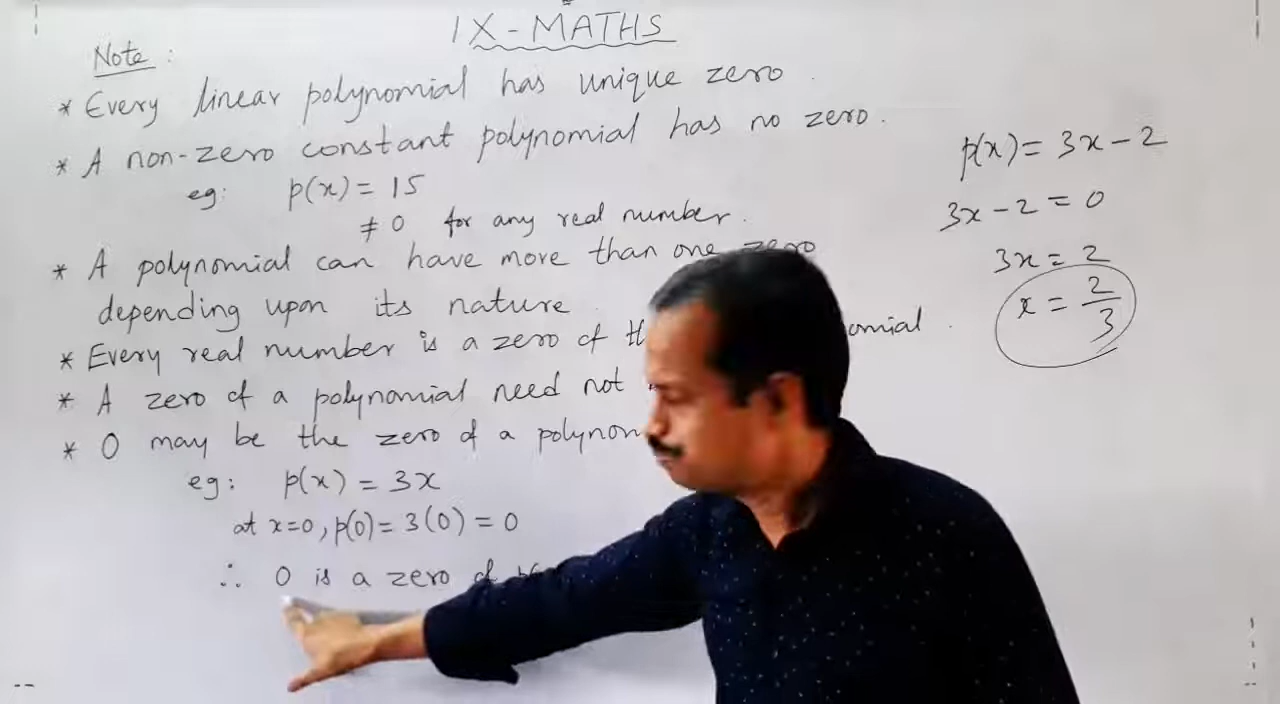 IX-MATHS
Note :
* Every linear polynomial has unique zero.
* A non-zero constant polynomial has no zero.
eg: p(x) = 15
≠ 0 for any real number.
* A polynomial can have more than one zero
depending upon its nature.
* Every real number is a zero of
* A zero of a polynomial need not
* 0 may be the zero of a
eg: p(x) = 3x
at x=0, p(0) = 3(0) = 0
∴ 0 is a zero of
p(x) = 3x-2
3x-2 = 0
3x = 2
x = 2/3